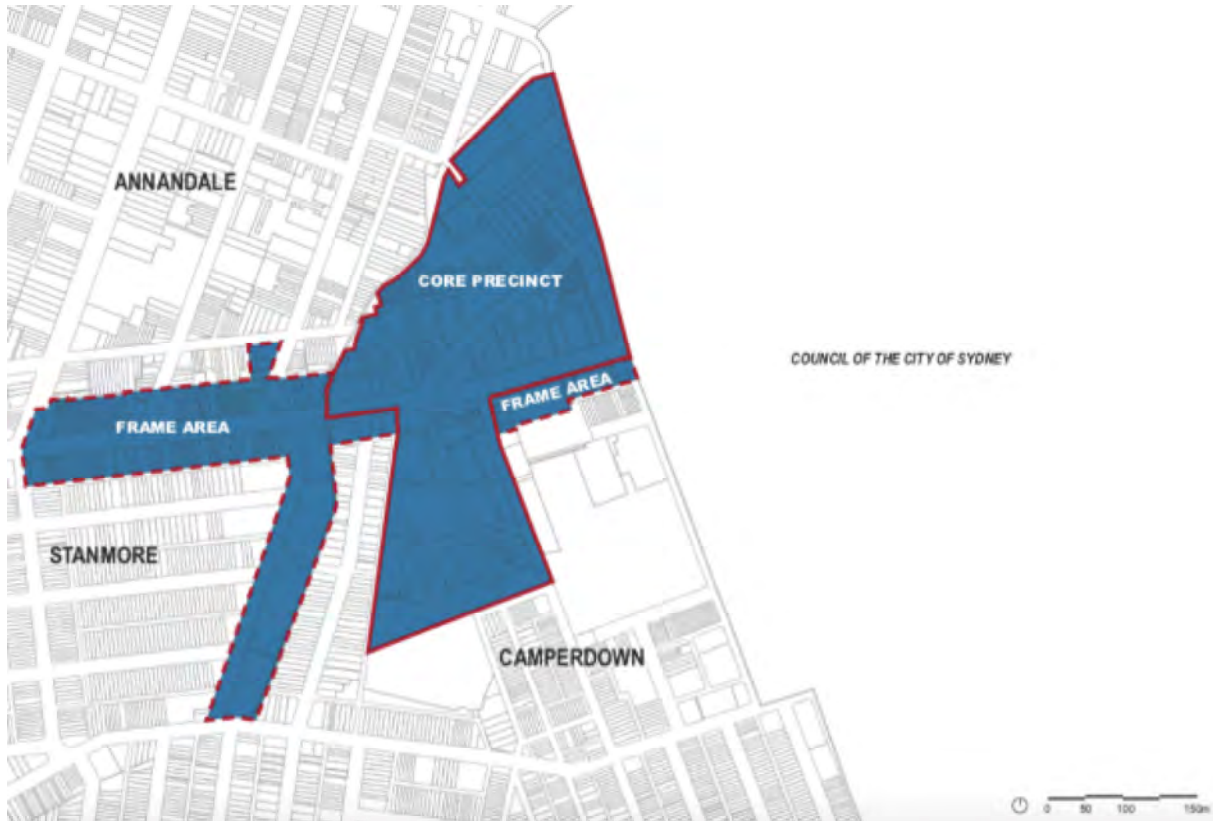 ANNANDALE
CORE PRECINCT
COUNCIL OF THE CITY OF SYDNEY
FRAME AREA
FRAME AREA
STANMORE
CAMPERDOWN
0 50 100 150m